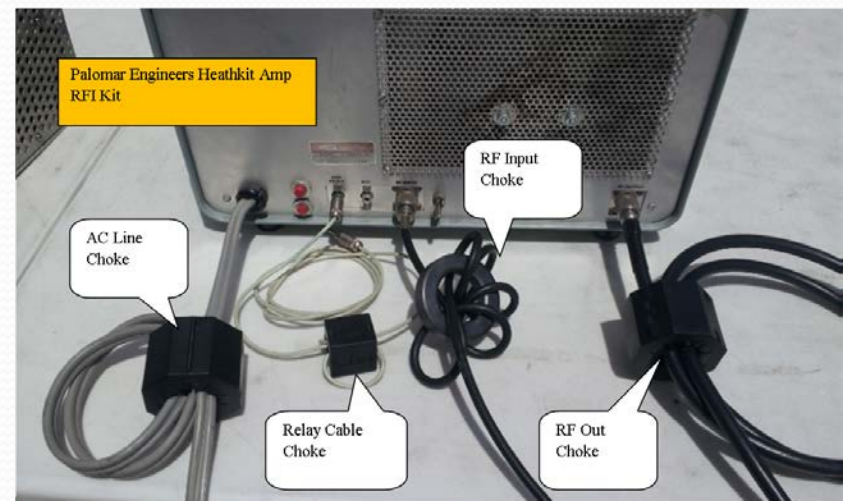 Palomar Engineers Heathkit Amp
RFI Kit
RF Input
Choke
AC Line
Choke
Relay Cable
Choke
RF Out
Choke